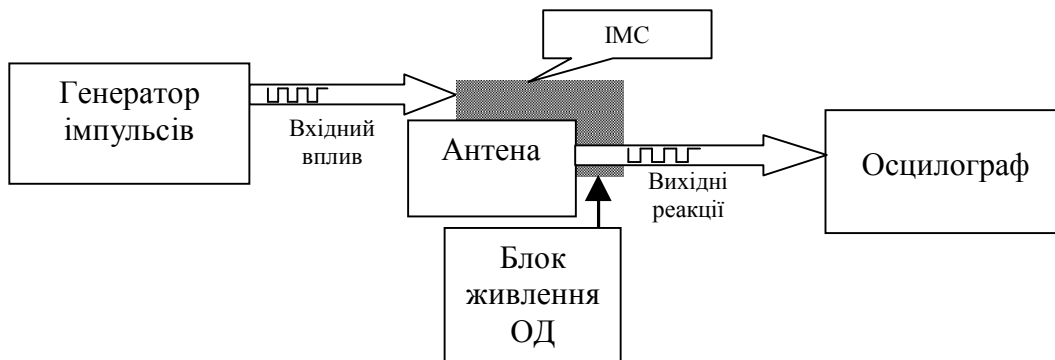 ІМС
Генератор
імпульсів
Вхідний
вплив
Антена
Вихідні
реакції
Осцилограф
Блок
живлення
ОД